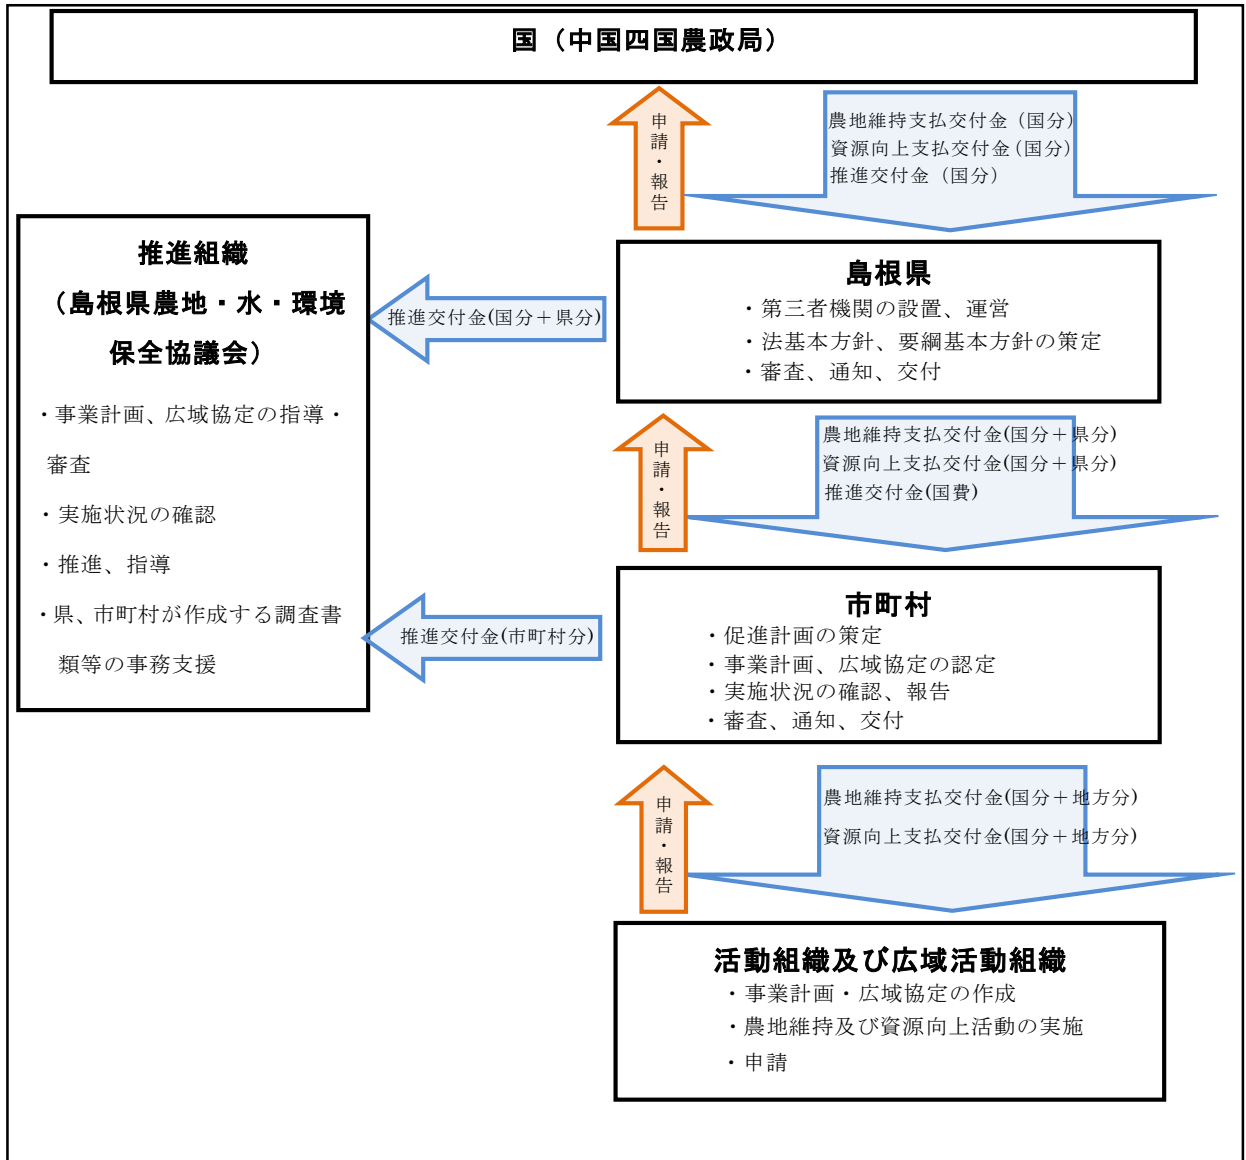 国（中国四国農政局）
申請・報告
農地維持支払交付金（国分）
資源向上支払交付金(国分)
推進交付金（国分）
推進組織
（島根県農地・水・環境
保全協議会）
・事業計画、広域協定の指導・
審査
・実施状況の確認
・推進、指導
・県、市町村が作成する調査書
類等の事務支援
推進交付金(国分＋県分)
島根県
・第三者機関の設置、運営
・法基本方針、要綱基本方針の策定
・審査、通知、交付
申請・報告
農地維持支払交付金(国分＋県分)
資源向上支払交付金(国分＋県分)
推進交付金(国費)
推進交付金(市町村分)
市町村
・促進計画の策定
・事業計画、広域協定の認定
・実施状況の確認、報告
・審査、通知、交付
申請・報告
農地維持支払交付金(国分＋地方分)
資源向上支払交付金(国分＋地方分)
活動組織及び広域活動組織
・事業計画・広域協定の作成
・農地維持及び資源向上活動の実施
・申請